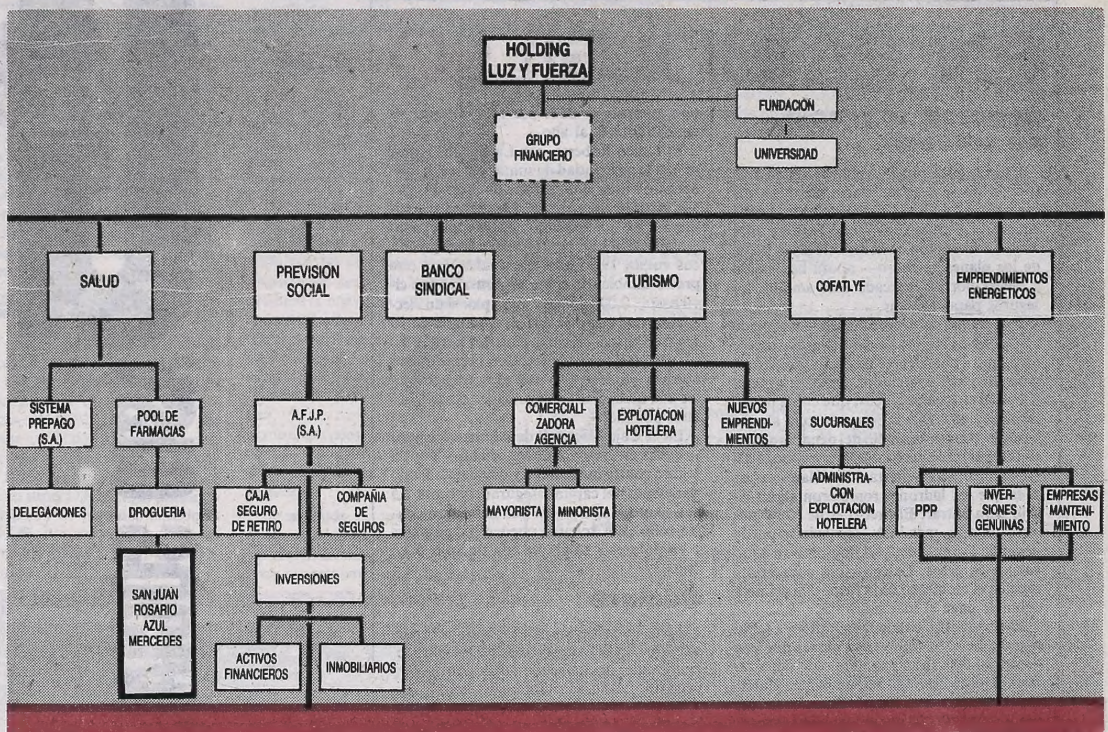 HOLDING
LUZ Y FUERZA
FUNDACIÓN
GRUPO
FINANCIERO
UNIVERSIDAD
SALUD
PREVISION
SOCIAL
BANCO
SINDICAL
TURISMO
COFATLYF
EMPRENDIMIENTOS
ENERGETICOS
SISTEMA
PREPAGO
(S.A.)
POOL DE
FARMACIAS
A.F.J.P.
(S.A.)
COMERCIALI-
ZADORA
AGENCIA
EXPLOTACION
HOTELERA
NUEVOS
EMPRENDI-
MIENTOS
SUCURSALES
DELEGACIONES
DROGUERIA
CAJA
SEGURO
DE RETIRO
COMPAÑIA
DE
SEGUROS
MAYORISTA
MINORISTA
ADMINISTRA-
CION
EXPLOTACION
HOTELERA
PPP
INVER-
SIONES
GENUINAS
EMPRESAS
MANTENI-
MIENTO
SAN JUAN
ROSARIO
AZUL
MERCEDES
INVERSIONES
ACTIVOS
FINANCIEROS
INMOBILIARIOS